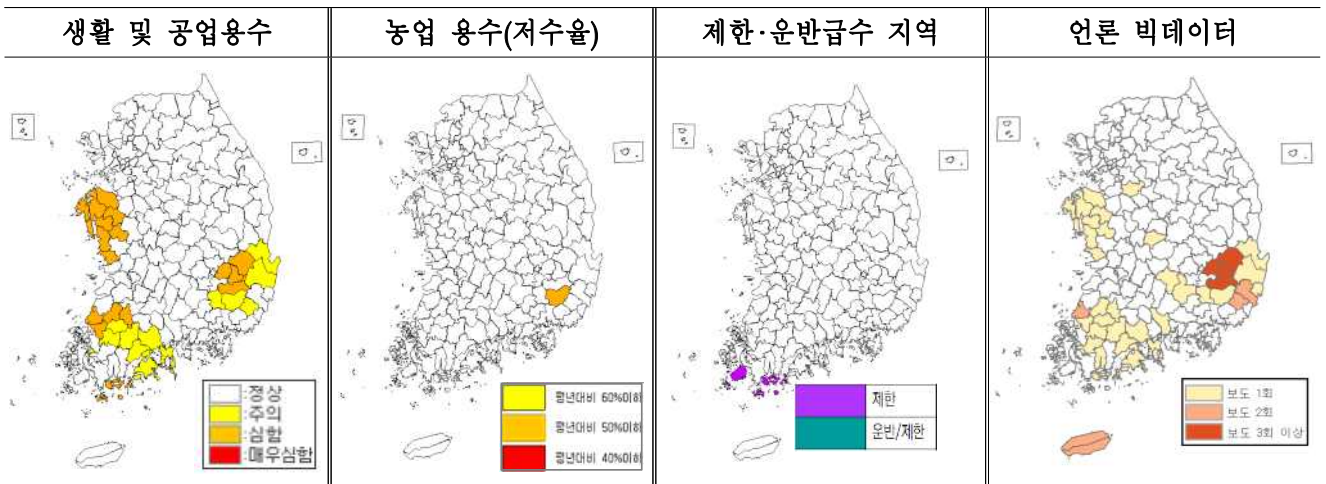 생활 및 공업용수
농업 용수(저수율)
제한·운반급수 지역
언론 빅데이터
:정상
:주의
:심함
:매우심함
평년대비 60%이하
평년대비 50%이하
평년대비 40%이하
제한
운반/제한
보도 1회
보도 2회
보도 3회 이상